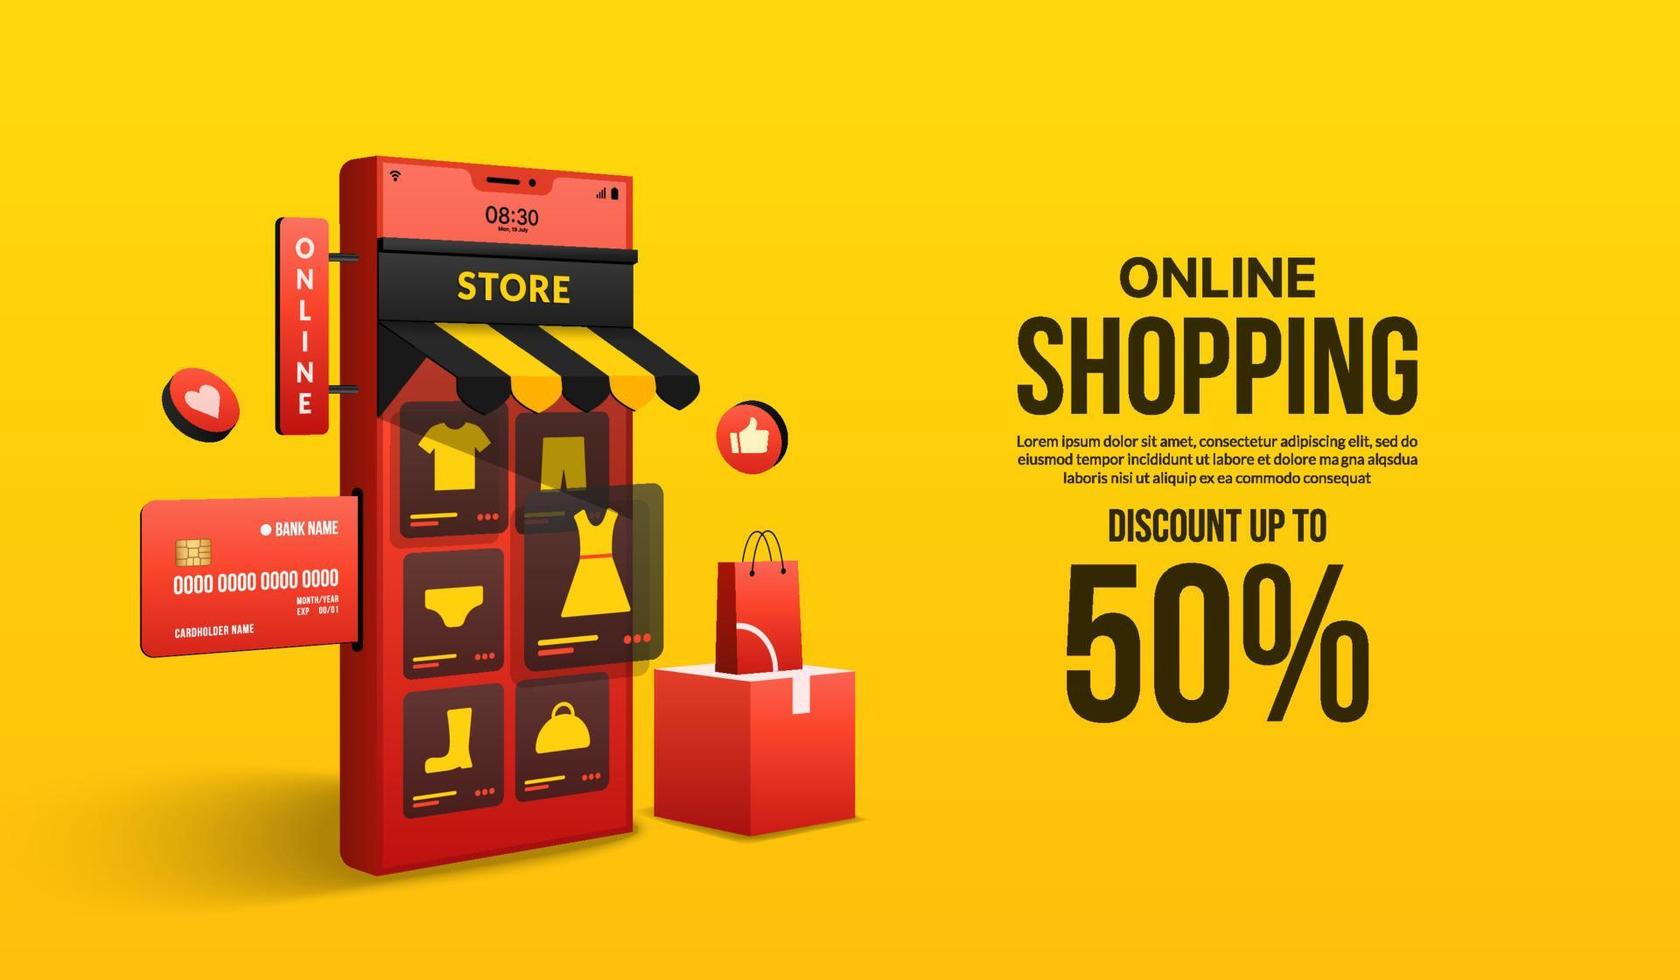 08:30
Mon, 19 July
STORE
ONLINE
BANK NAME
0000 0000 0000 0000
MONTH/YEAR
EXP 00/01
CARDHOLDER NAME
ONLINE
SHOPPING
Lorem ipsum dolor sit amet, consectetur adipiscing elit, sed do
eiusmod tempor incididunt ut labore et dolore ma gna alqsdua
laboris nisi ut aliquip ex ea commodo consequat
DISCOUNT UP TO
50%